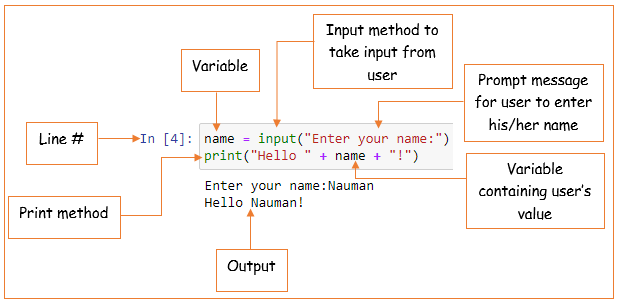 Input method to
take input from
user
Variable
Prompt message
for user to enter
his/her name
Line #
In [4]: name = input("Enter your name:")
print("Hello " + name + "!")
Variable
containing user's
value
Enter your name:Nauman
Hello Nauman!
Print method
Output